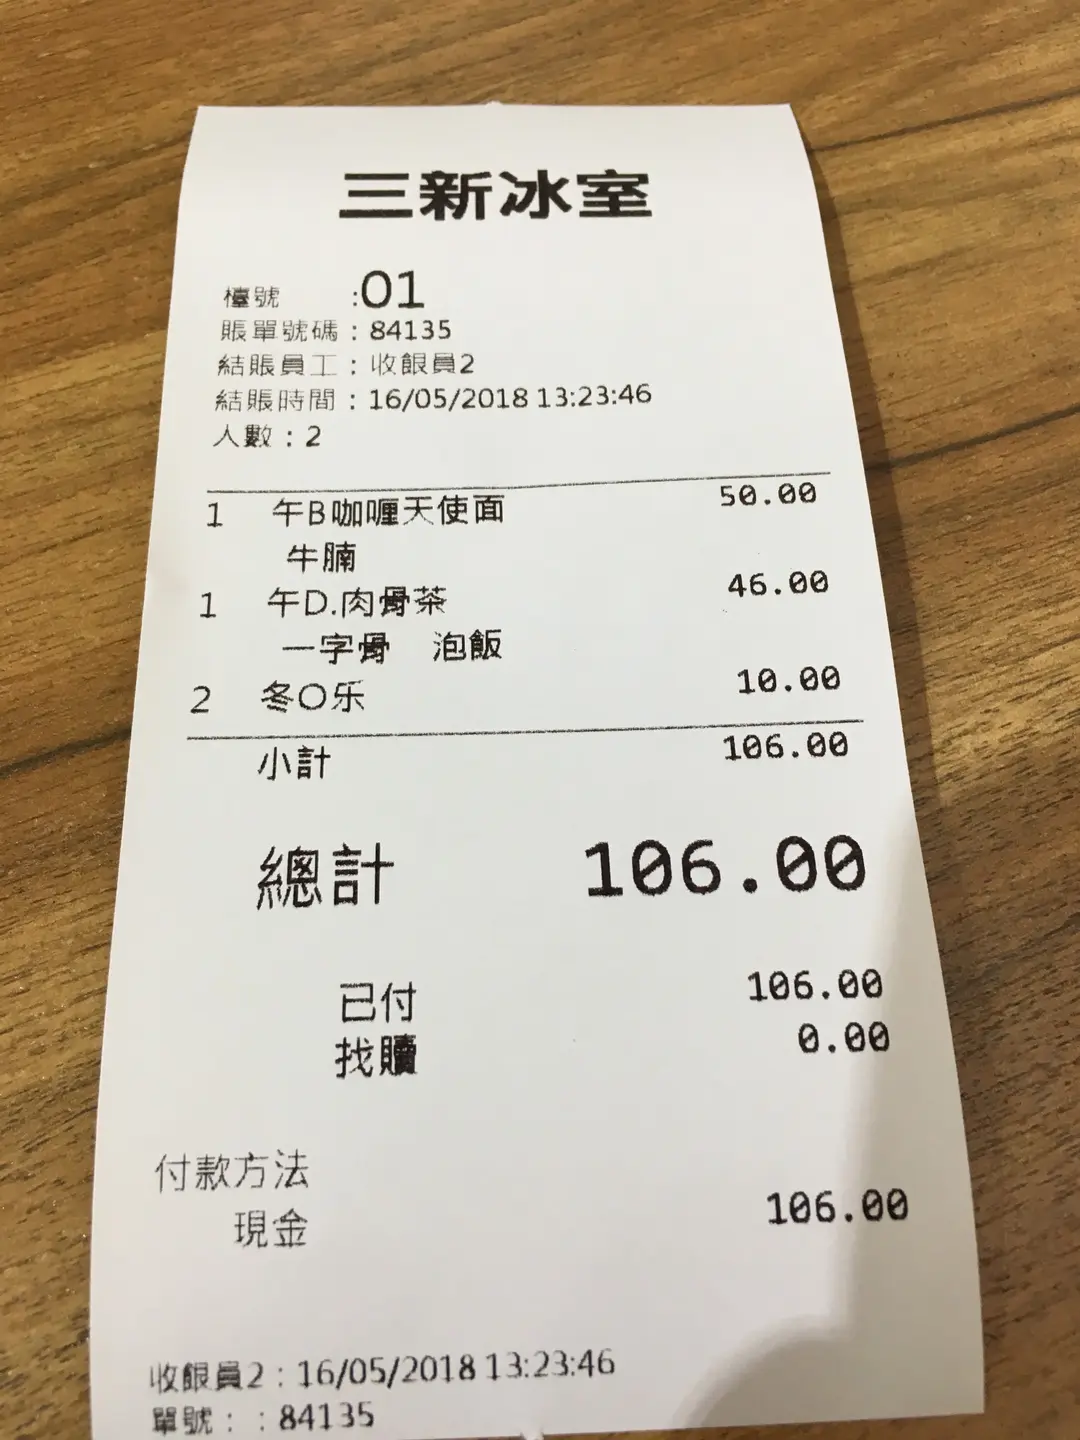 三新冰室
檯號 :01
賬單號碼 : 84135
結賬員工 : 收銀員2
結賬時間 : 16/05/2018 13:23:46
人數 : 2
1 午B咖喱天使面 50.00
牛腩
1 午D.肉骨茶 46.00
一字骨 泡飯
2 冬O乐 10.00
小計 106.00
總計 106.00
已付 106.00
找贖 0.00
付款方法
現金 106.00
收銀員2 : 16/05/2018 13:23:46
單號 : : 84135